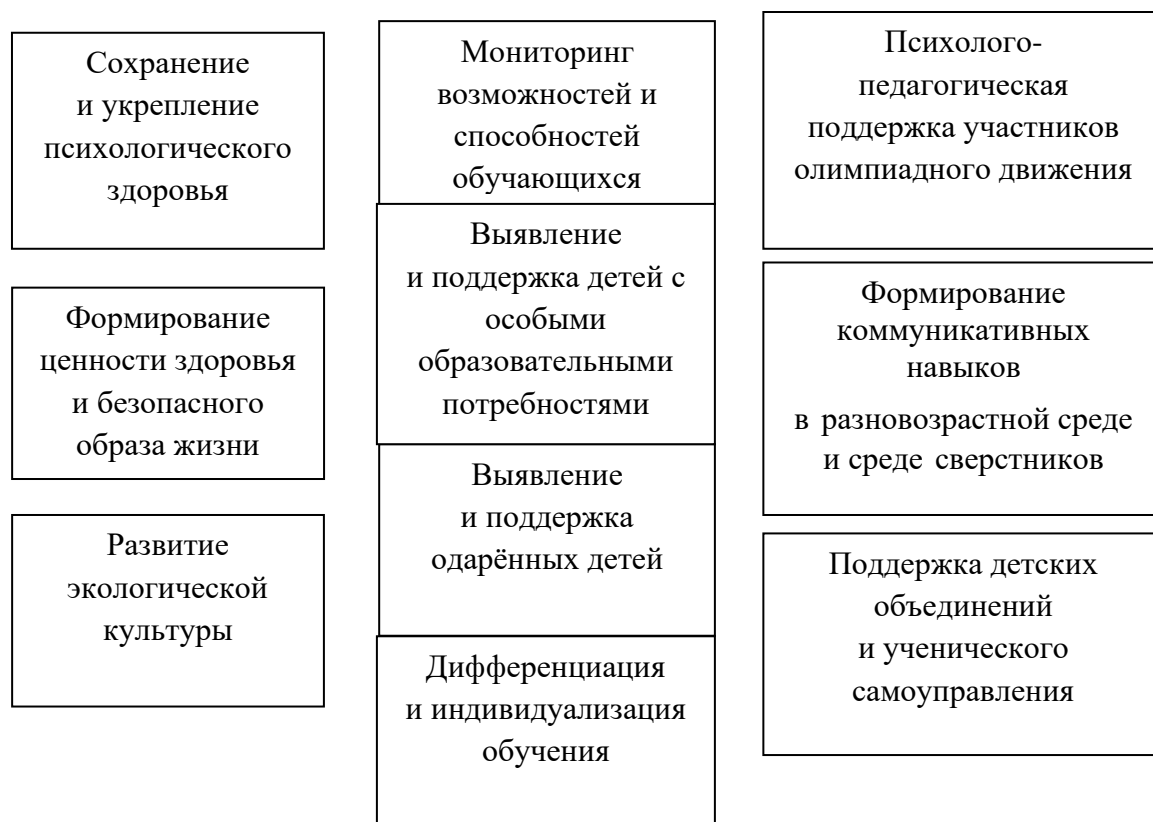 Сохранение
и укрепление
психологического
здоровья
Формирование
ценности здоровья
и безопасного
образа жизни
Развитие
экологической
культуры
Мониторинг
возможностей и
способностей
обучающихся
Выявление
и поддержка детей с
особыми
образовательными
потребностями
Выявление
и поддержка
одарённых детей
Дифференциация
и индивидуализация
обучения
Психолого-
педагогическая
поддержка участников
олимпиадного движения
Формирование
коммуникативных
навыков
в разновозрастной среде
и среде сверстников
Поддержка детских
объединений
и ученического
самоуправления